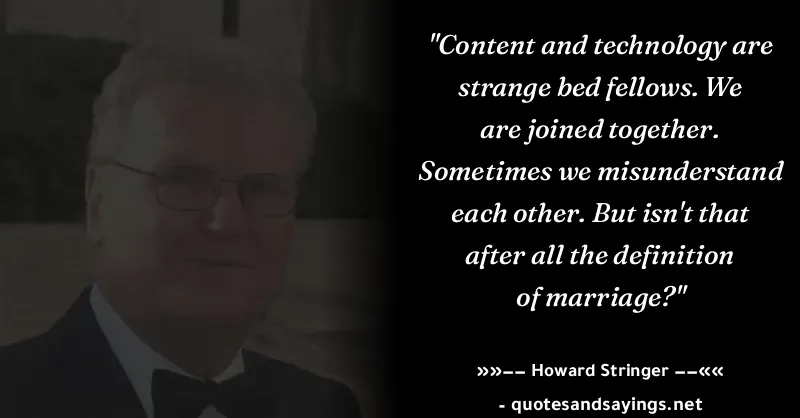 "Content and technology are
strange bed fellows. We
are joined together.
Sometimes we misunderstand
each other. But isn't that
after all the definition
of marriage?"
»»–– Howard Stringer ––««
- quotesandsayings.net